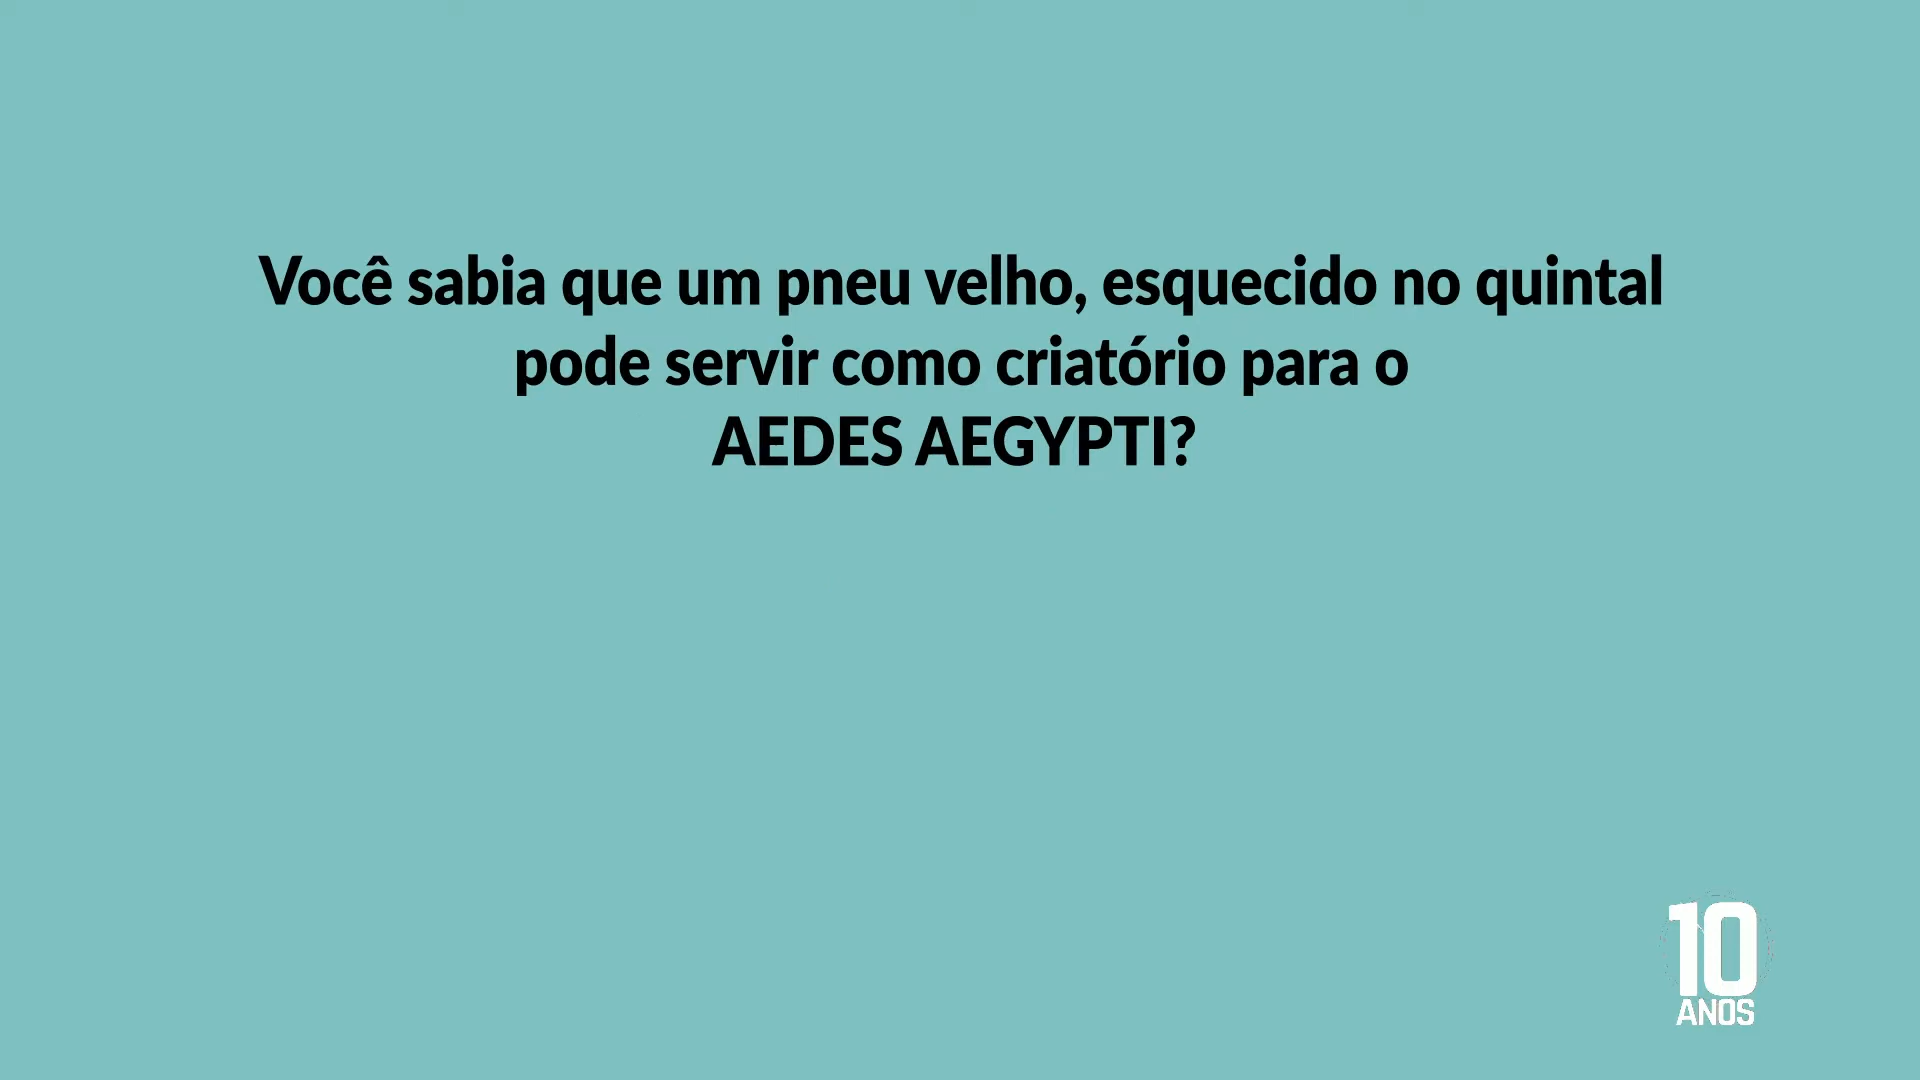 Você sabia que um pneu velho, esquecido no quintal
pode servir como criatório para o
AEDES AEGYPTI?
10
ANOS